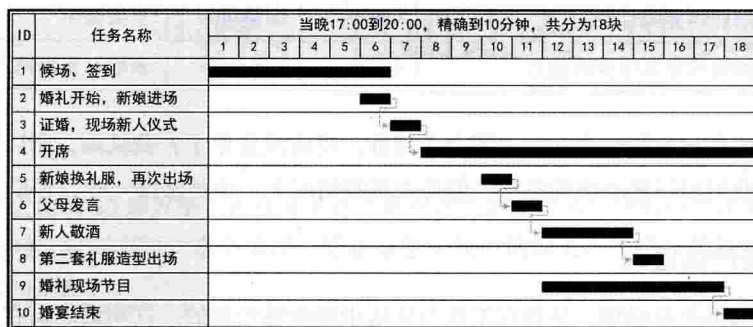 ID 任务名称 当晚17:00到20:00，精确到10分钟，共分为18块
1 2 3 4 5 6 7 8 9 10 11 12 13 14 15 16 17 18
1 候场、签到
2 婚礼开始，新娘进场
3 证婚，现场新人仪式
4 开席
5 新娘换礼服，再次出场
6 父母发言
7 新人敬酒
8 第二套礼服造型出场
9 婚礼现场节目
10 婚宴结束